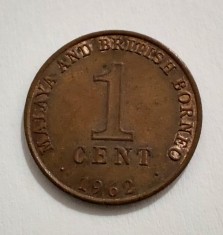 MALAYA AND BRITISH BORNEO
1
CENT
· 1962 ·